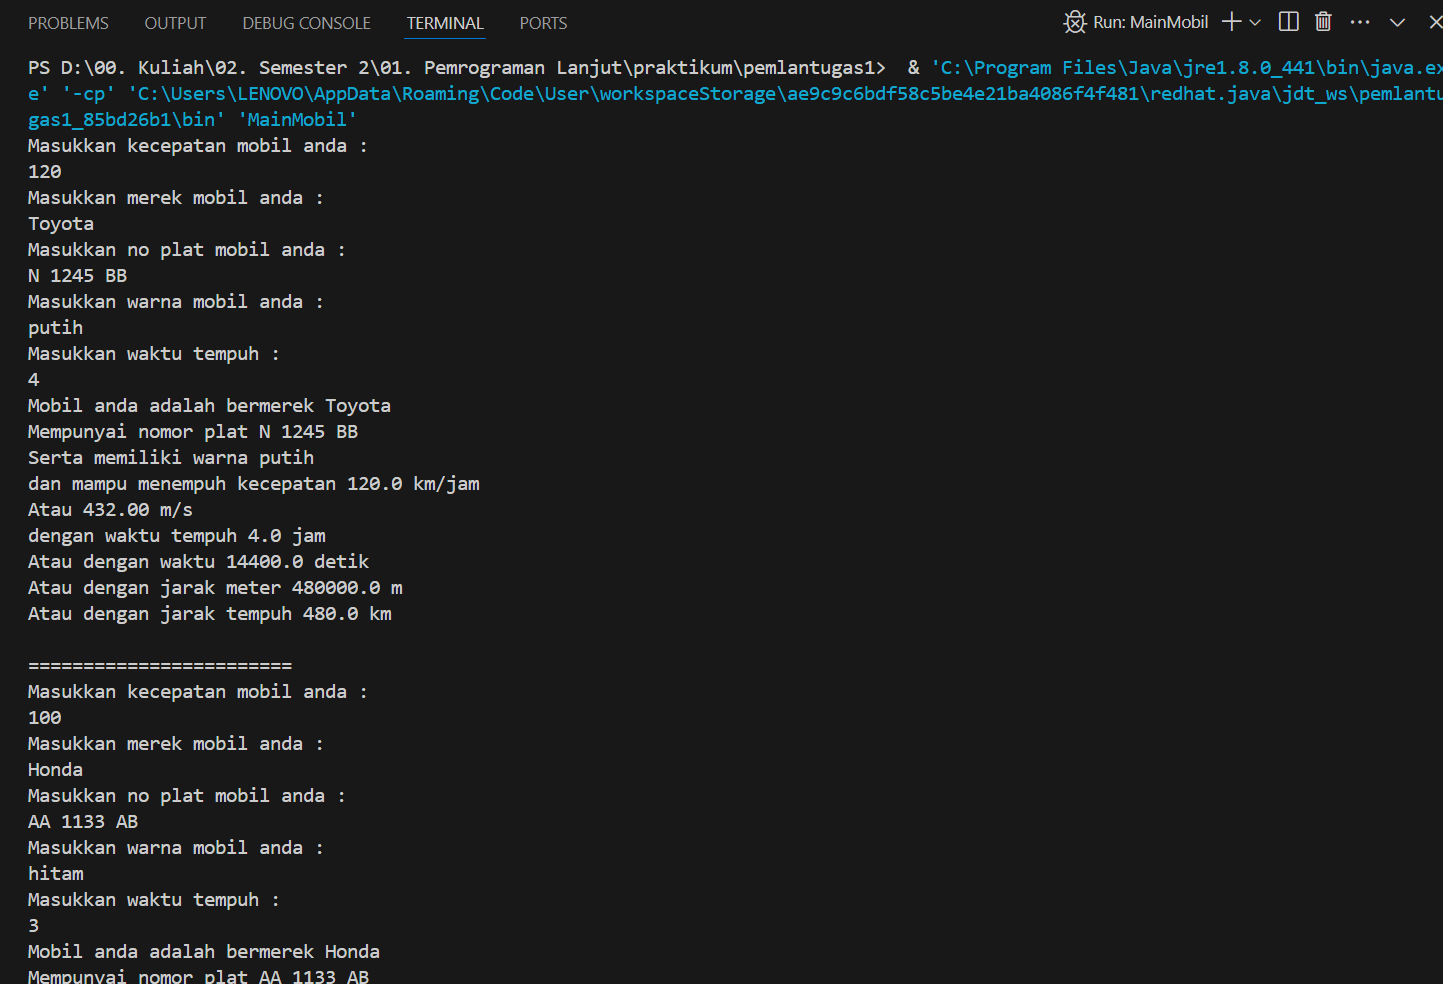 PROBLEMS OUTPUT DEBUG CONSOLE TERMINAL PORTS Run: MainMobil
PS D:\00. Kuliah\02. Semester 2\01. Pemrograman Lanjut\praktikum\pemlantugas1>  & 'C:\Program Files\Java\jre1.8.0_441\bin\java.ex
e' '-cp' 'C:\Users\LENOVO\AppData\Roaming\Code\User\workspaceStorage\ae9c9c6bdf58c5be4e21ba4086f4f481\redhat.java\jdt_ws\pemlantu
gas1_85bd26b1\bin' 'MainMobil'
Masukkan kecepatan mobil anda :
120
Masukkan merek mobil anda :
Toyota
Masukkan no plat mobil anda :
N 1245 BB
Masukkan warna mobil anda :
putih
Masukkan waktu tempuh :
4
Mobil anda adalah bermerek Toyota
Mempunyai nomor plat N 1245 BB
Serta memiliki warna putih
dan mampu menempuh kecepatan 120.0 km/jam
Atau 432.00 m/s
dengan waktu tempuh 4.0 jam
Atau dengan waktu 14400.0 detik
Atau dengan jarak meter 480000.0 m
Atau dengan jarak tempuh 480.0 km
========================
Masukkan kecepatan mobil anda :
100
Masukkan merek mobil anda :
Honda
Masukkan no plat mobil anda :
AA 1133 AB
Masukkan warna mobil anda :
hitam
Masukkan waktu tempuh :
3
Mobil anda adalah bermerek Honda
Mempunyai nomor plat AA 1133 AB